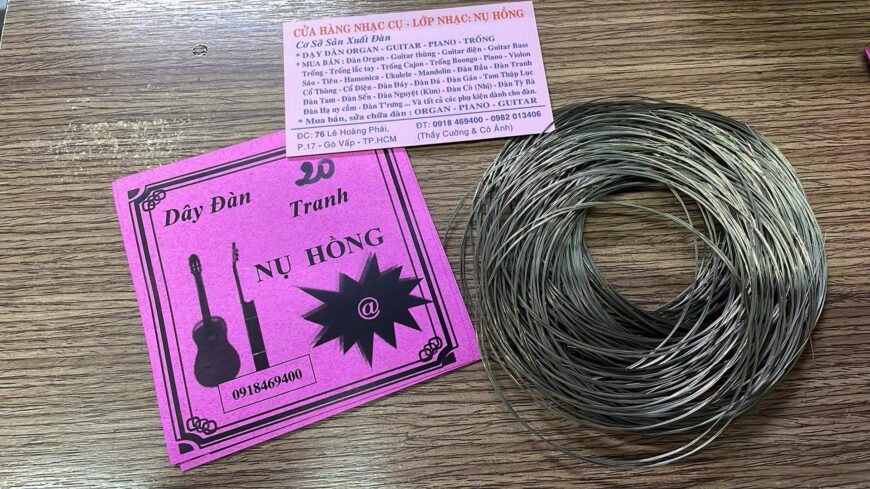 CỬA HÀNG NHẠC CỤ - LỚP NHẠC: NỤ HỒNG
Cơ Sở Sản Xuất Đàn
* DẠY ĐÀN ORGAN - GUITAR - PIANO - TRỐNG
* MUA BÁN : Đàn Organ - Guitar thùng - Guitar điện - Guitar Bass
Trống - Trống lắc tay - Trống Cajon - Trống Boongo - Piano - Violon
Sáo - Tiêu - Hamonica - Ukulele - Mandolin - Đàn Bầu - Đàn Tranh
Cổ Thùng - Cổ Điện - Đàn Đáy - Đàn Đá - Đàn Gáo - Tam Thập Lục
Đàn Tam - Đàn Sến - Đàn Nguyệt (Kìm) - Đàn Cò (Nhị) - Đàn Tỳ Bà
Đàn Hạ uy cầm - Đàn T'rưng ... Và tất cả các phụ kiện dành cho đàn.
* Mua bán, sửa chữa đàn : ORGAN - PIANO - GUITAR
ĐC: 76 Lê Hoàng Phái,
P.17 - Gò Vấp - TP.HCM
ĐT: 0918 469400 - 0982 013406
(Thầy Cường & Cô Ánh)
20
Dây Đàn Tranh
NỤ HỒNG
@
0918469400